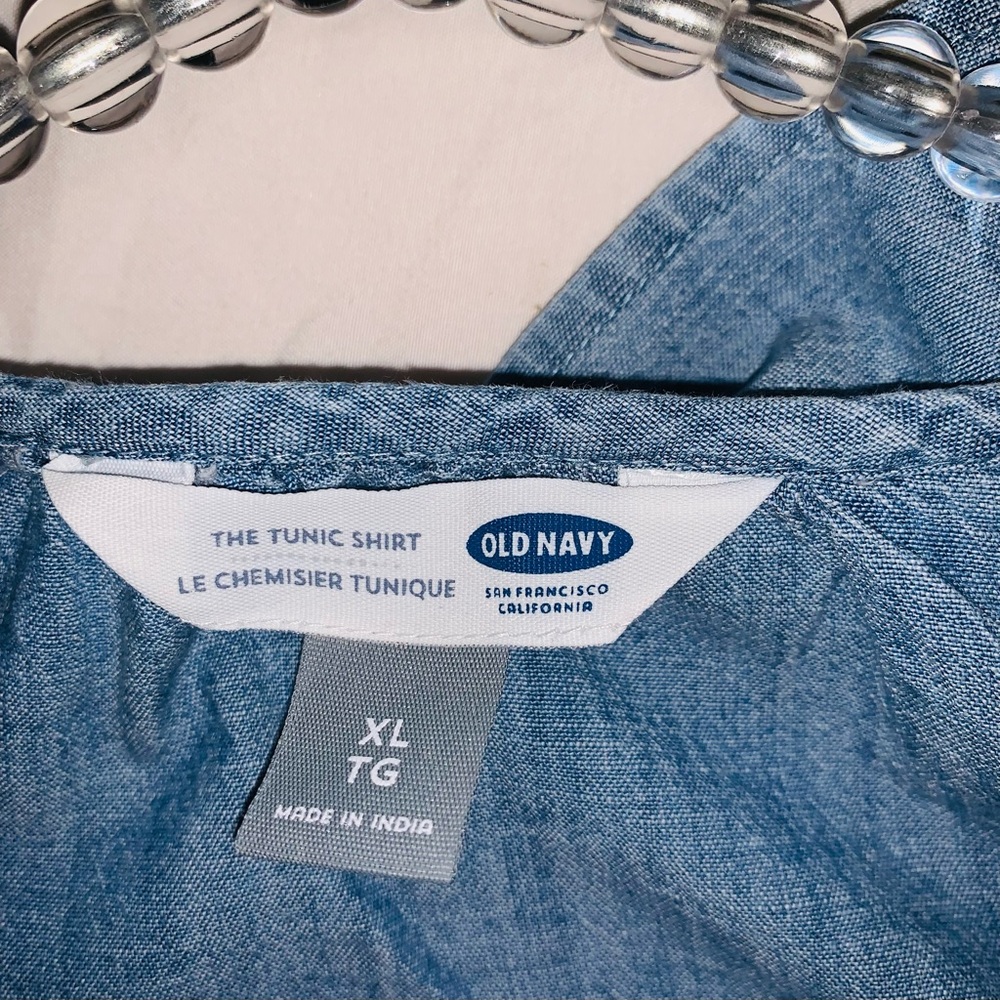 THE TUNIC SHIRT
LE CHEMISIER TUNIQUE
OLD NAVY
SAN FRANCISCO
CALIFORNIA
XL
TG
MADE IN INDIA